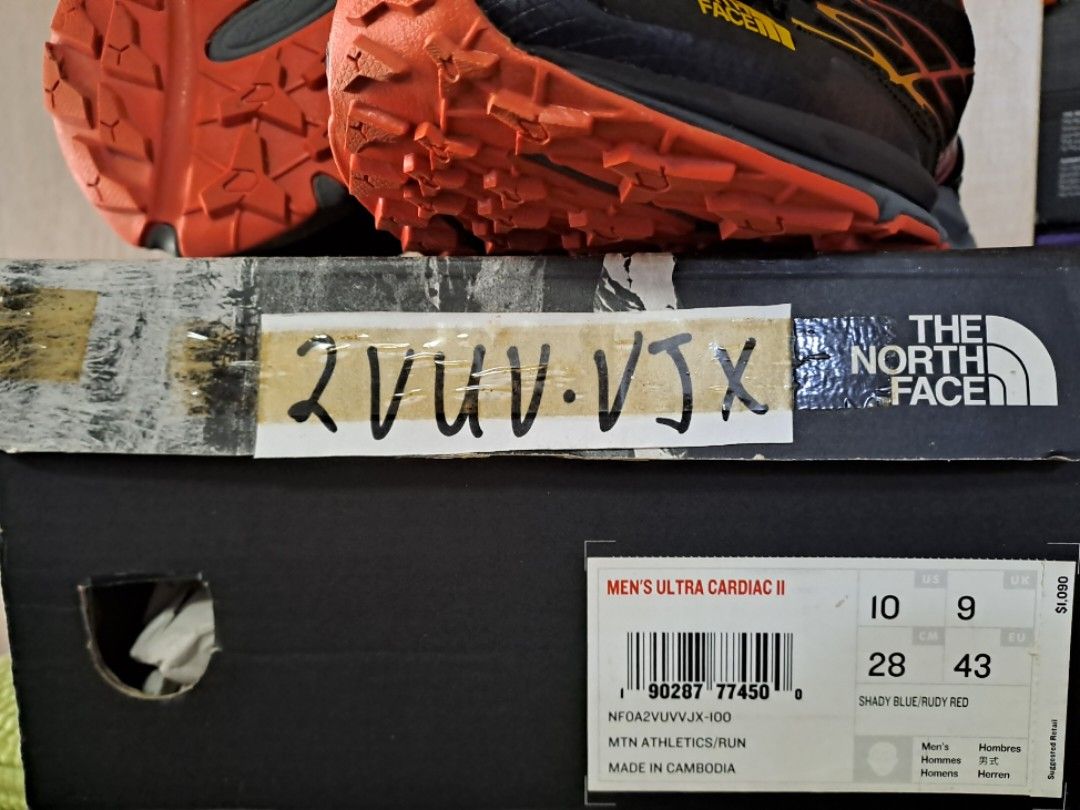 FACE
2VUV·VJX
THE
NORTH
FACE
MEN'S ULTRA CARDIAC II
US
10
UK
9
CM
28
EU
43
1 90287 77450 0
SHADY BLUE/RUDY RED
NF0A2VUVVJX-100
MTN ATHLETICS/RUN
MADE IN CAMBODIA
Men's Hombres
Hommes 男式
Homens Herren
$1,090
Suggested Retail